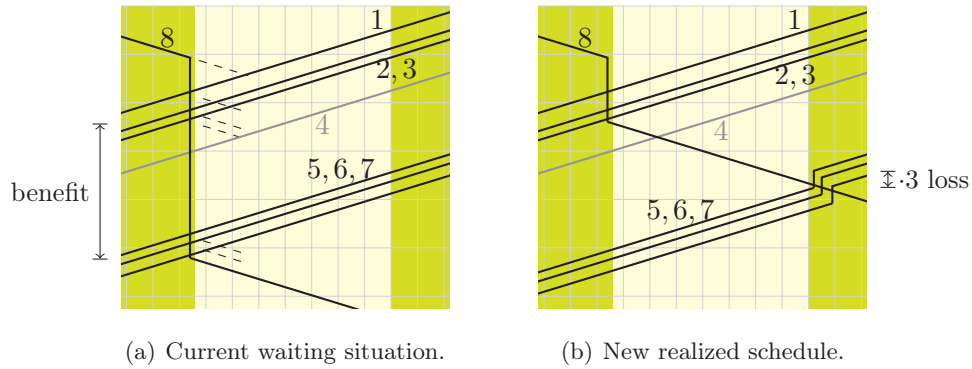 1
8
2, 3
4
5, 6, 7
benefit
1
8
2, 3
4
5, 6, 7
·3 loss
(a) Current waiting situation.
(b) New realized schedule.